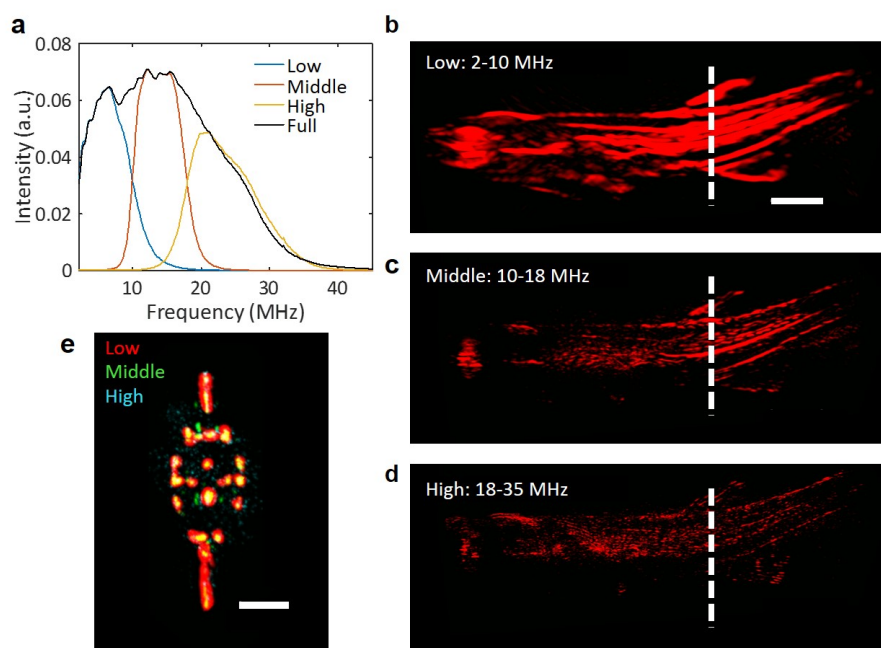 a
0.08
0.06
0.04
0.02
0
Intensity (a.u.)
Low
Middle
High
Full
10
20
30
40
Frequency (MHz)
b
Low: 2-10 MHz
c
Middle: 10-18 MHz
d
High: 18-35 MHz
e
Low
Middle
High